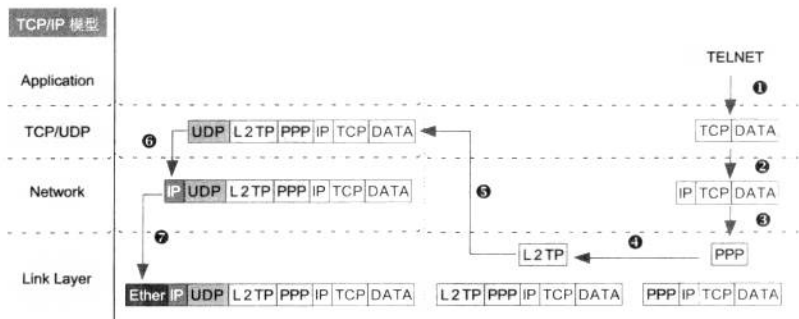 TCP/IP 模型
TELNET
Application
❶
TCP/UDP
UDP L2TP PPP IP TCP DATA
TCP DATA
❻
❷
Network
IP UDP L2TP PPP IP TCP DATA
❺
IP TCP DATA
❸
❼
L2TP
❹
PPP
Link Layer
Ether IP UDP L2TP PPP IP TCP DATA
L2TP PPP IP TCP DATA
PPP IP TCP DATA